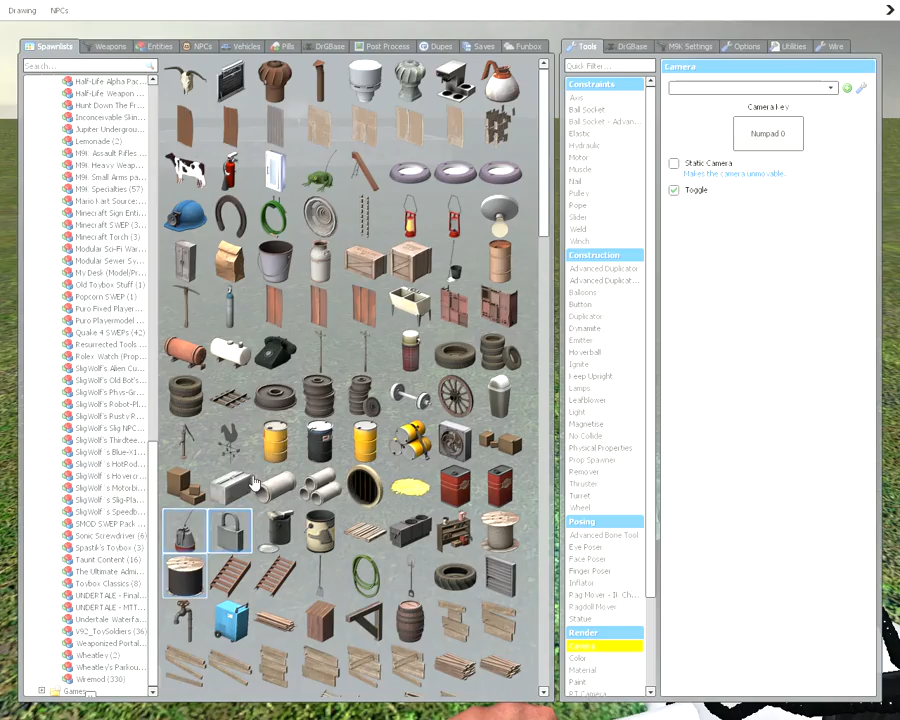 Drawing NPCs
Spawnlists Weapons Entities NPCs Vehicles Pills DrGBase Post Process Dupes Saves Funbox
Tools DrGBase M9K Settings Options Utilities Wire
Search...
Half-Life Alpha Pac...
Half-Life Weapon ...
Hunt Down The Fr...
Inconceivable Skin...
Jupiter Undergrou...
Lemonade (2)
M9K Assault Rifles ...
M9K Heavy Weap...
M9K Small Arms pa...
M9K Specialties (57)
Mario Kart Source:...
Minecraft Sign Enti...
Minecraft SWEP (3...
Minecraft Torch (3)
Modular Sci-Fi War...
Modular Sewer Sy...
My Desk (Model/Pr...
Old Toybox Stuff (1)
Popcorn SWEP (1)
Puro Fixed Player...
Puro Playermodel ...
Quake 4 SWEPs (42)
Resurrected Tools ...
Rolex Watch (Prop...
SligWolf's Alien Cu...
SligWolf's Old Bot's...
SligWolf's Phys-Gr...
SligWolf's Robot-Pl...
SligWolf's Rusty P...
SligWolf's Slig NPC...
SligWolf's Thirdtee...
SligWolf`s Blue-X1...
SligWolf`s HotRod...
SligWolf`s Hovercr...
SligWolf`s Motorbi...
SligWolf`s Slig-Pla...
SligWolf`s Speedb...
SMOD SWEP Pack ...
Sonic Screwdriver (6)
Spastik's Toybox (3)
Taunt Content (16)
The Ultimate Admi...
Toybox Classics (8)
UNDERTALE - Final...
UNDERTALE - MTT...
Undertale Waterfa...
V92_ToySoldiers (36)
Weaponized Portal...
Wheatley (2)
Wheatley's Parkou...
Wiremod (330)
Games
Quick Filter...
Constraints
Axis
Ball Socket
Ball Socket - Advan...
Elastic
Hydraulic
Motor
Muscle
Nail
Pulley
Rope
Slider
Weld
Winch
Construction
Advanced Duplicator
Advanced Duplicat...
Balloons
Button
Duplicator
Dynamite
Emitter
Hoverball
Ignite
Keep Upright
Lamps
Leafblower
Light
Magnetise
No Collide
Physical Properties
Prop Spawner
Remover
Thruster
Turret
Wheel
Posing
Advanced Bone Tool
Eye Poser
Face Poser
Finger Poser
Inflator
Rag Mover - IK Ch...
Ragdoll Mover
Statue
Render
Camera
Color
Material
Paint
RT Camera
Camera
Camera Key
Numpad 0
Static Camera
Makes the camera unmovable.
Toggle